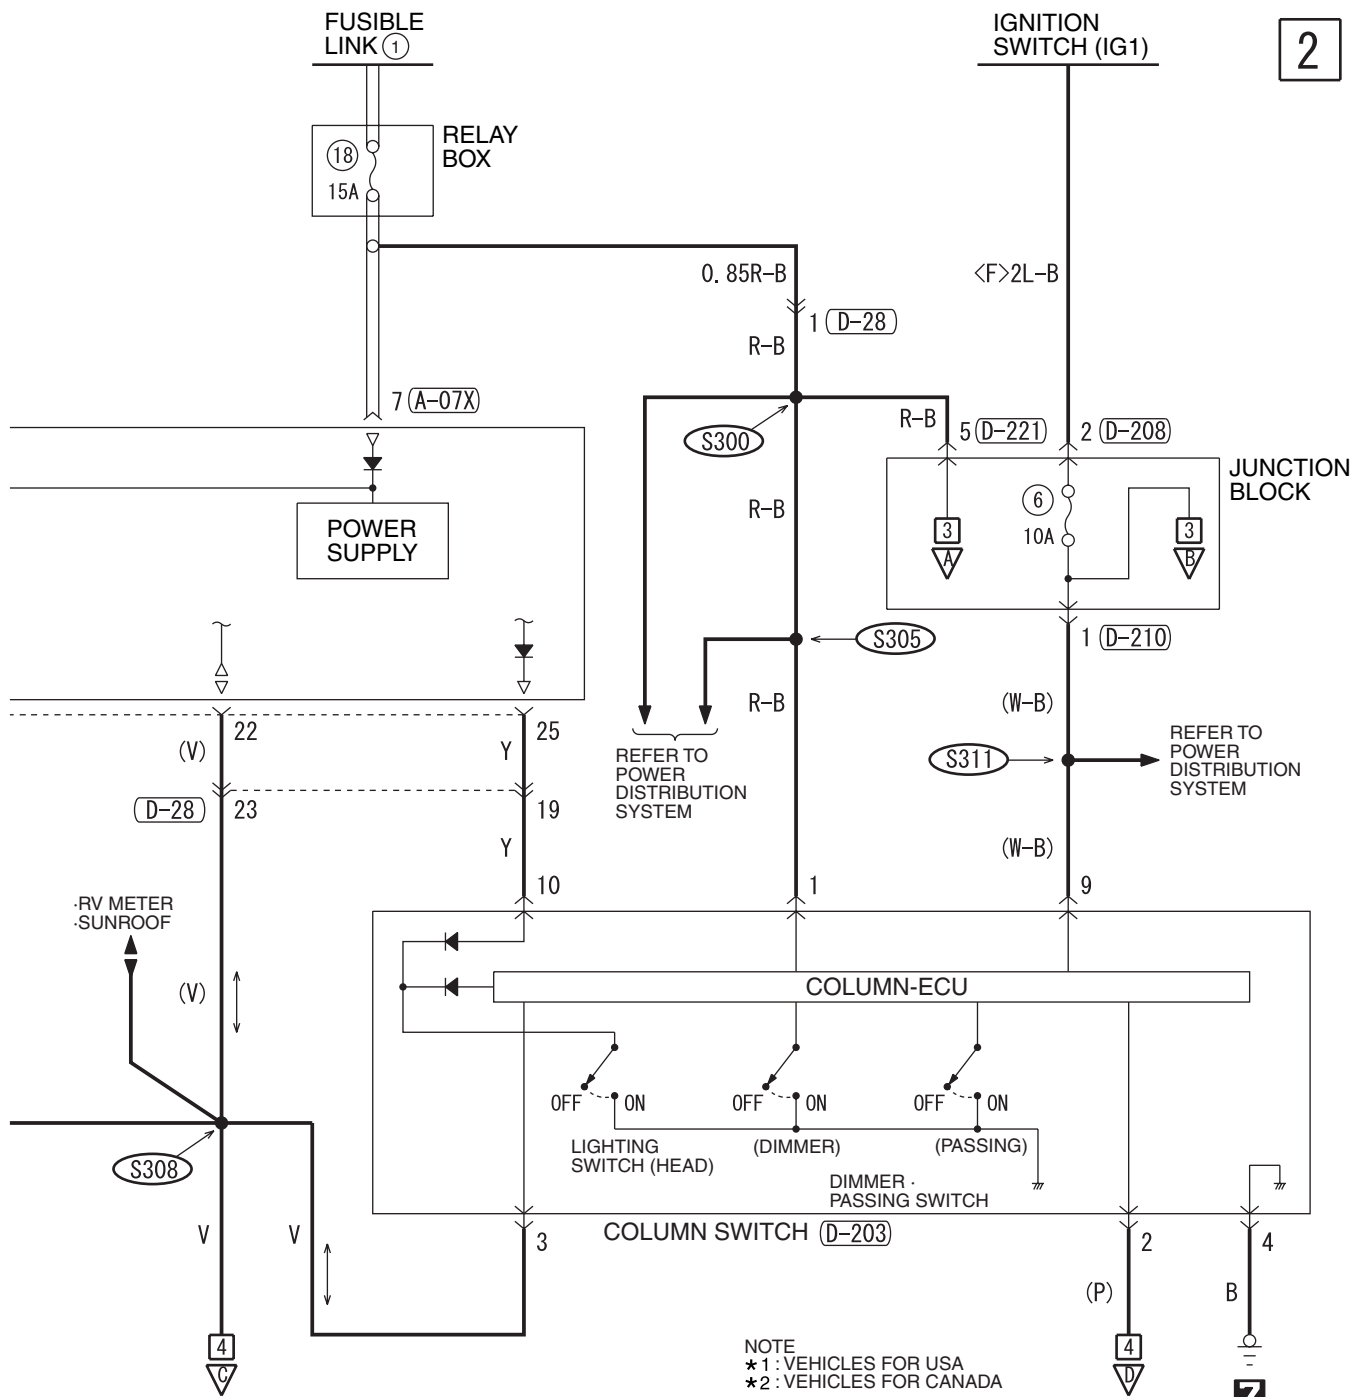 FUSIBLE
LINK 1
IGNITION
SWITCH (IG1)
2
18
15A
RELAY
BOX
0.85R-B
<F>2L-B
1 D-28
R-B
7 A-07X
R-B
S300
5 D-221
2 D-208
JUNCTION
BLOCK
POWER
SUPPLY
R-B
3
A
6
10A
3
B
S305
1 D-210
R-B
(W-B)
22
25
(V)
Y
REFER TO
POWER
DISTRIBUTION
SYSTEM
S311
REFER TO
POWER
DISTRIBUTION
SYSTEM
D-28
23
19
Y
(W-B)
10
1
9
·RV METER
·SUNROOF
(V)
COLUMN-ECU
OFF
ON
OFF
ON
OFF
ON
LIGHTING
SWITCH (HEAD)
(DIMMER)
(PASSING)
DIMMER ·
PASSING SWITCH
S308
COLUMN SWITCH D-203
V
V
3
2
4
(P)
B
4
C
4
D
NOTE
*1 : VEHICLES FOR USA
*2 : VEHICLES FOR CANADA